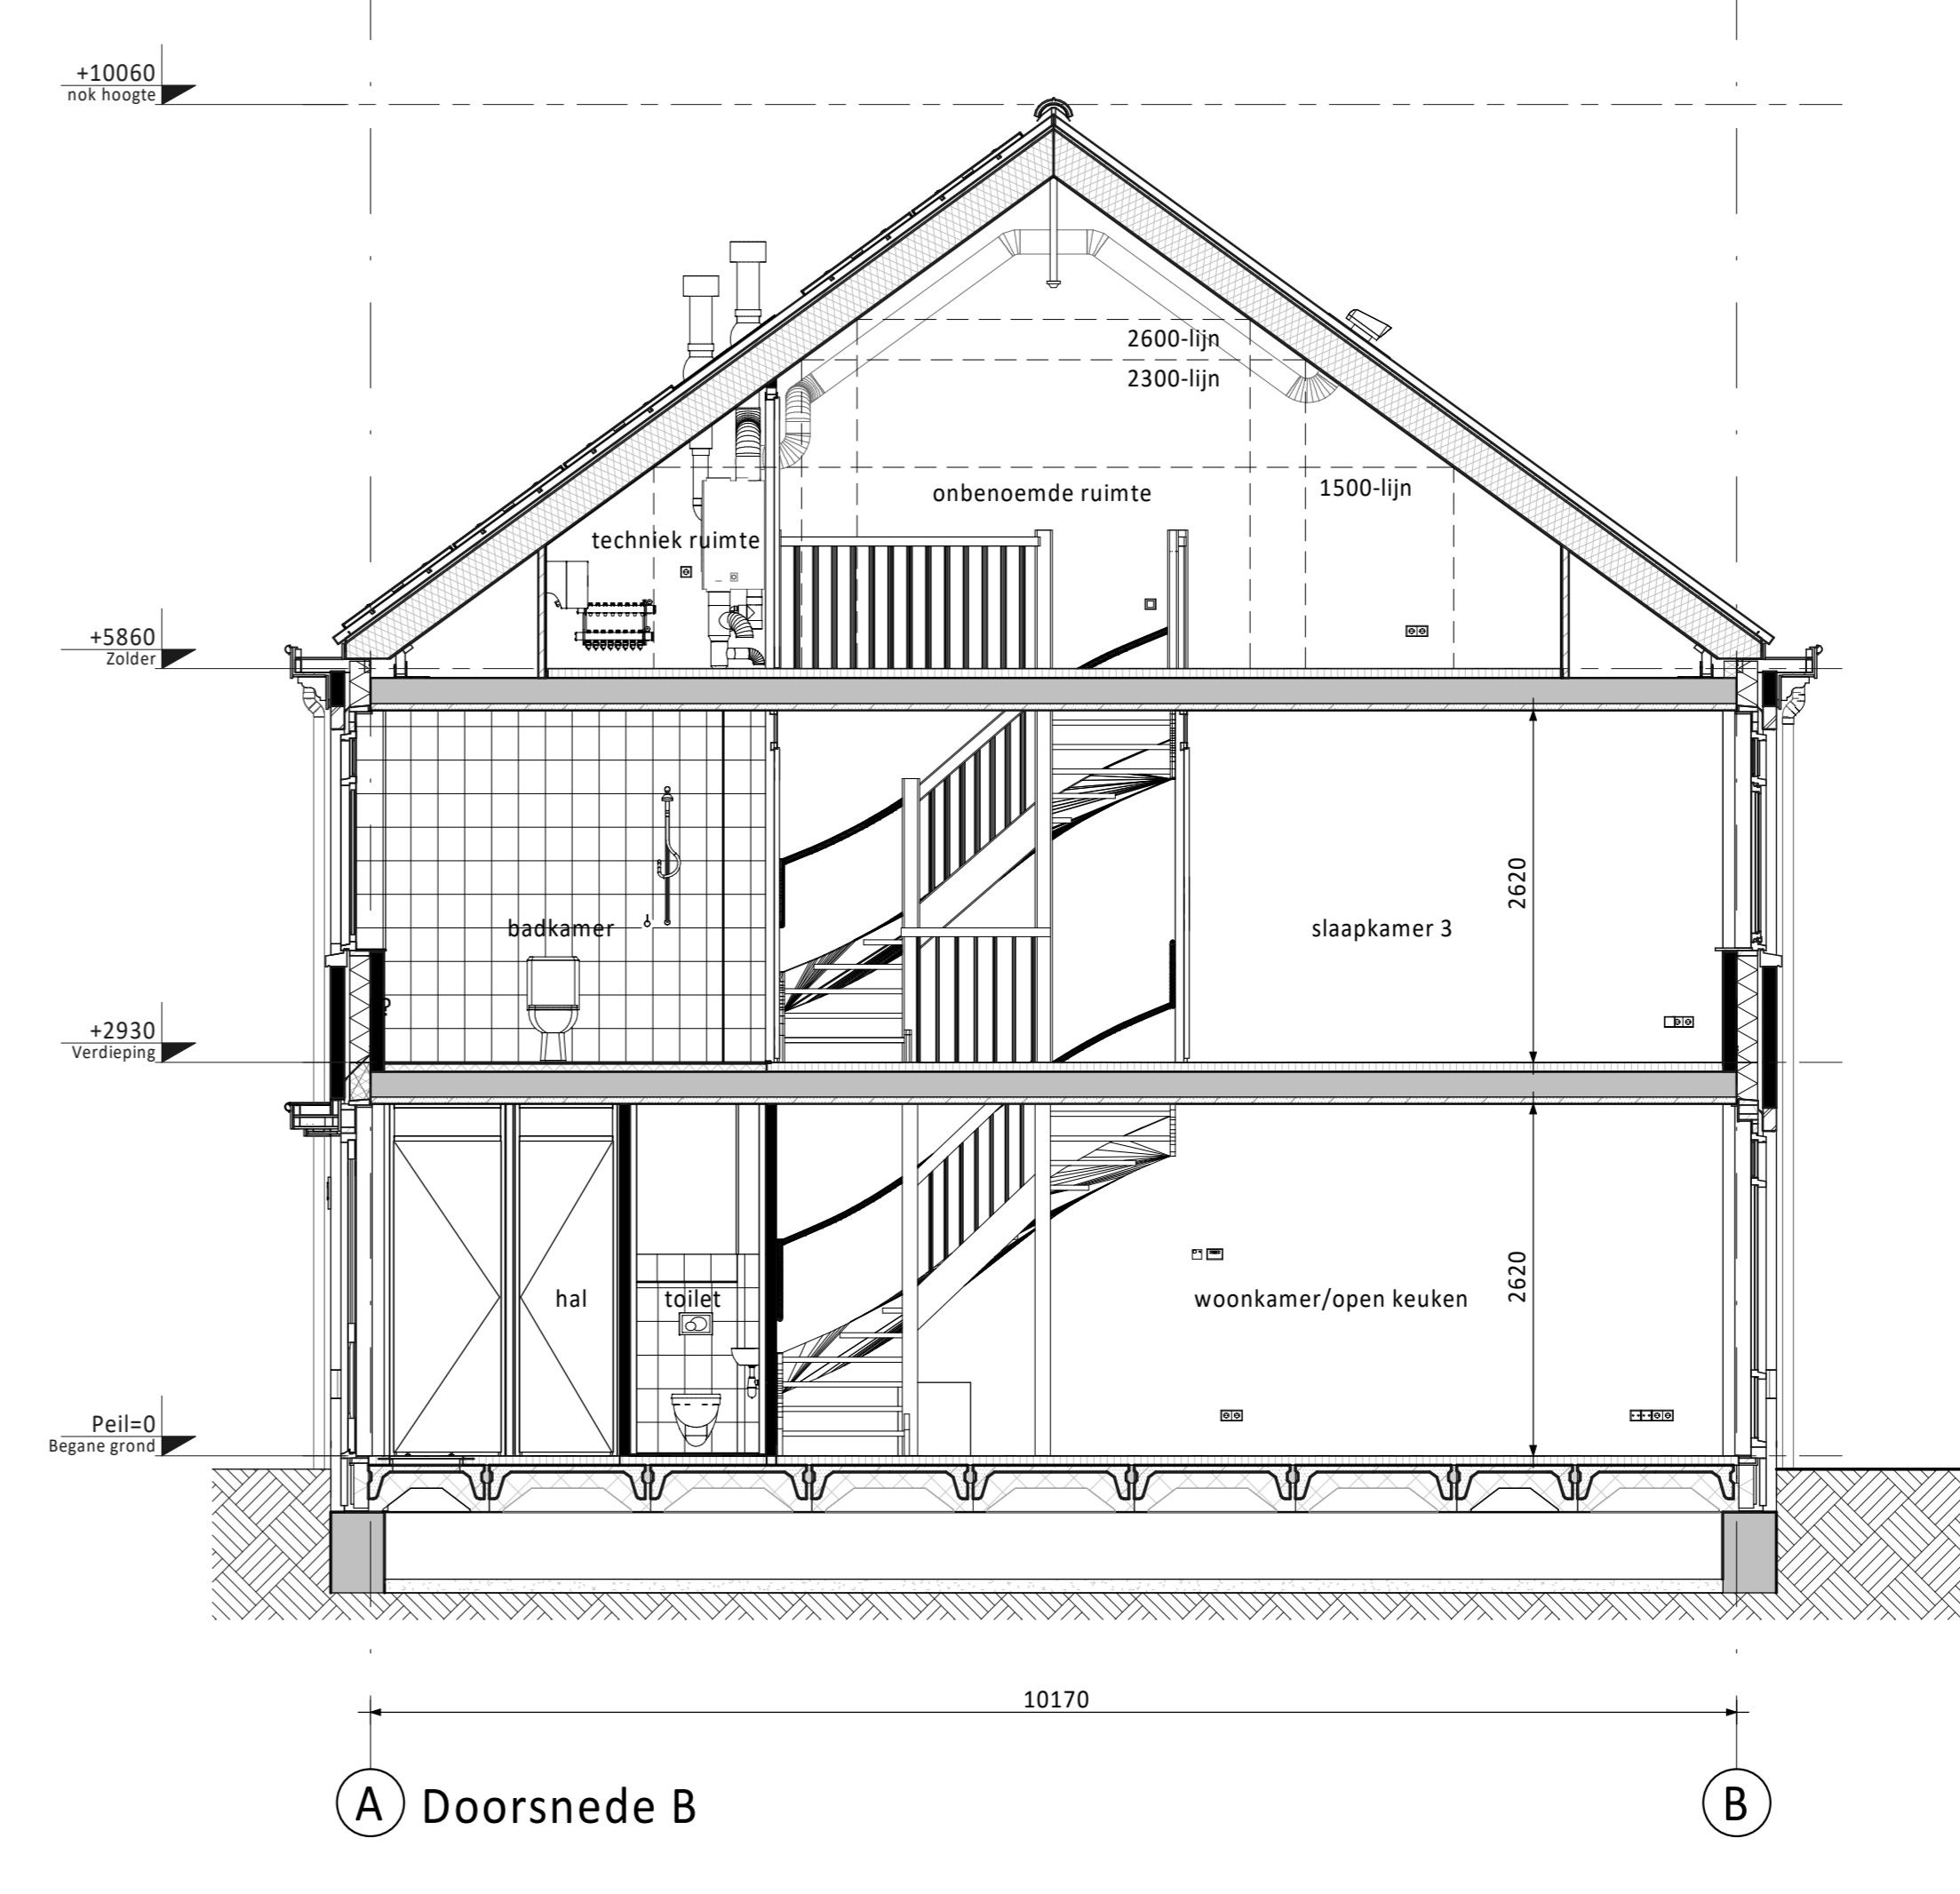 +10060
nok hoogte
2600-lijn
2300-lijn
1500-lijn
onbenoemde ruimte
techniek ruimte
+5860
Zolder
2620
badkamer
slaapkamer 3
+2930
Verdieping
2620
hal
toilet
woonkamer/open keuken
Peil=0
Begane grond
10170
A
Doorsnede B
B